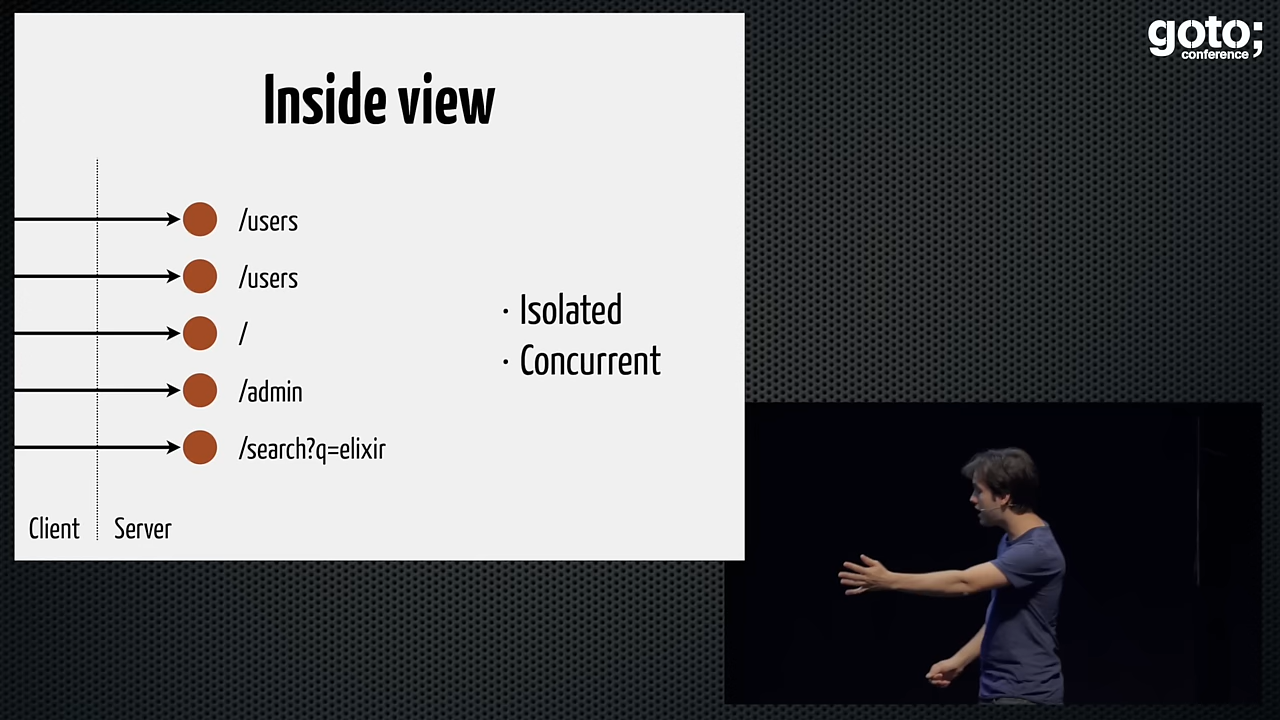 goto;
conference
Inside view
/users
/users
/
/admin
/search?q=elixir
· Isolated
· Concurrent
Client
Server